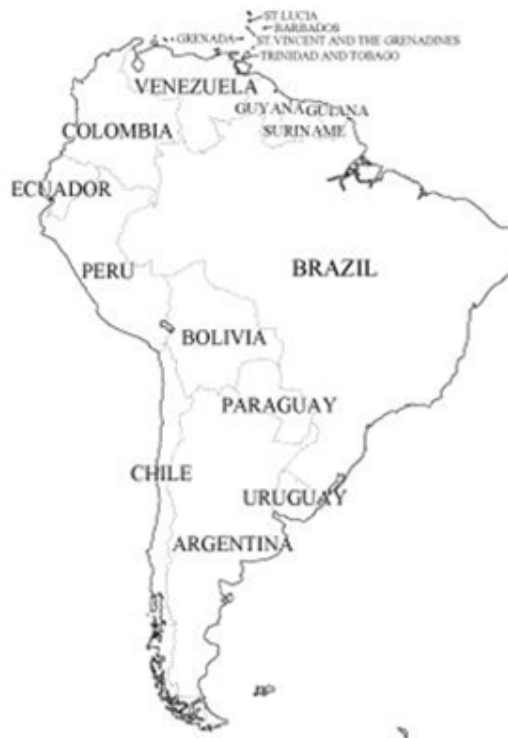 ST LUCIA
BARBADOS
GRENADA
ST. VINCENT AND THE GRENADINES
TRINIDAD AND TOBAGO
VENEZUELA
GUYANA
GUIANA
COLOMBIA
SURINAME
ECUADOR
PERU
BRAZIL
BOLIVIA
PARAGUAY
CHILE
URUGUAY
ARGENTINA